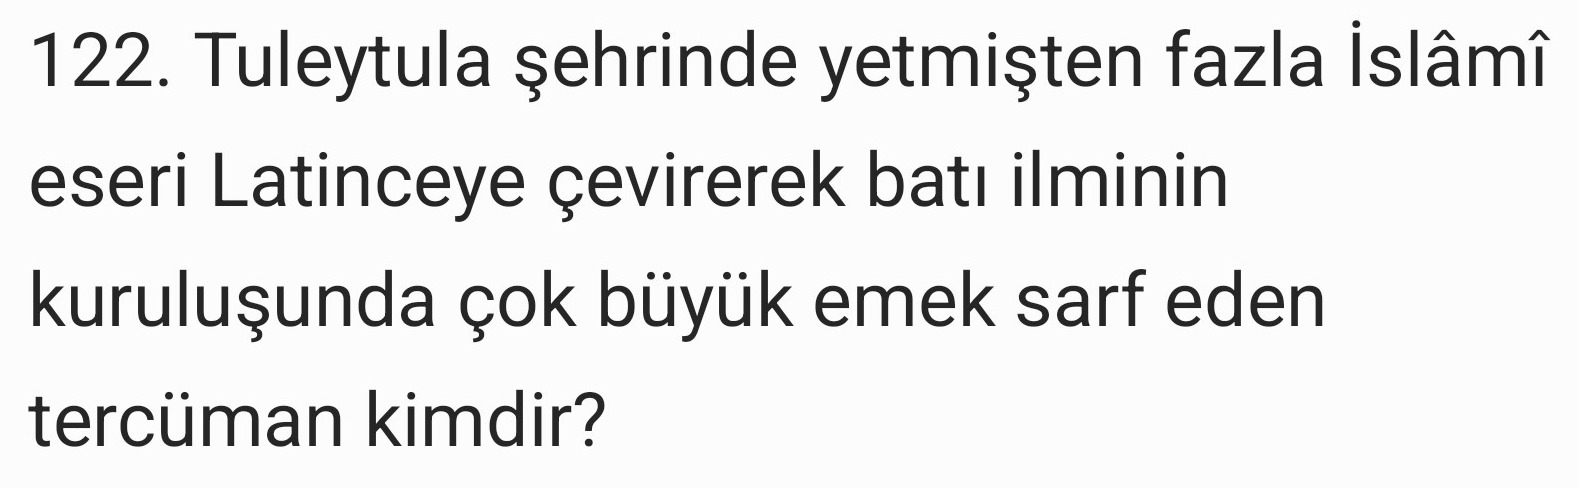 122. Tuleytula şehrinde yetmişten fazla İslâmî
eseri Latinceye çevirerek batı ilminin
kuruluşunda çok büyük emek sarf eden
tercüman kimdir?